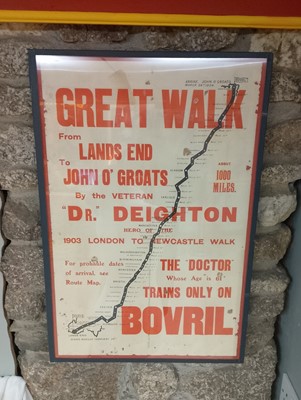 GREAT WALK
From
LANDS END
To
JOHN O' GROATS
ABOUT
1000
MILES.
By the VETERAN
"DR." DEIGHTON
HERO OF THE
1903 LONDON TO NEWCASTLE WALK
For probable dates
of arrival, see
Route Map.
THE "DOCTOR"
Whose Age is 61
TRAINS ONLY ON
BOVRIL